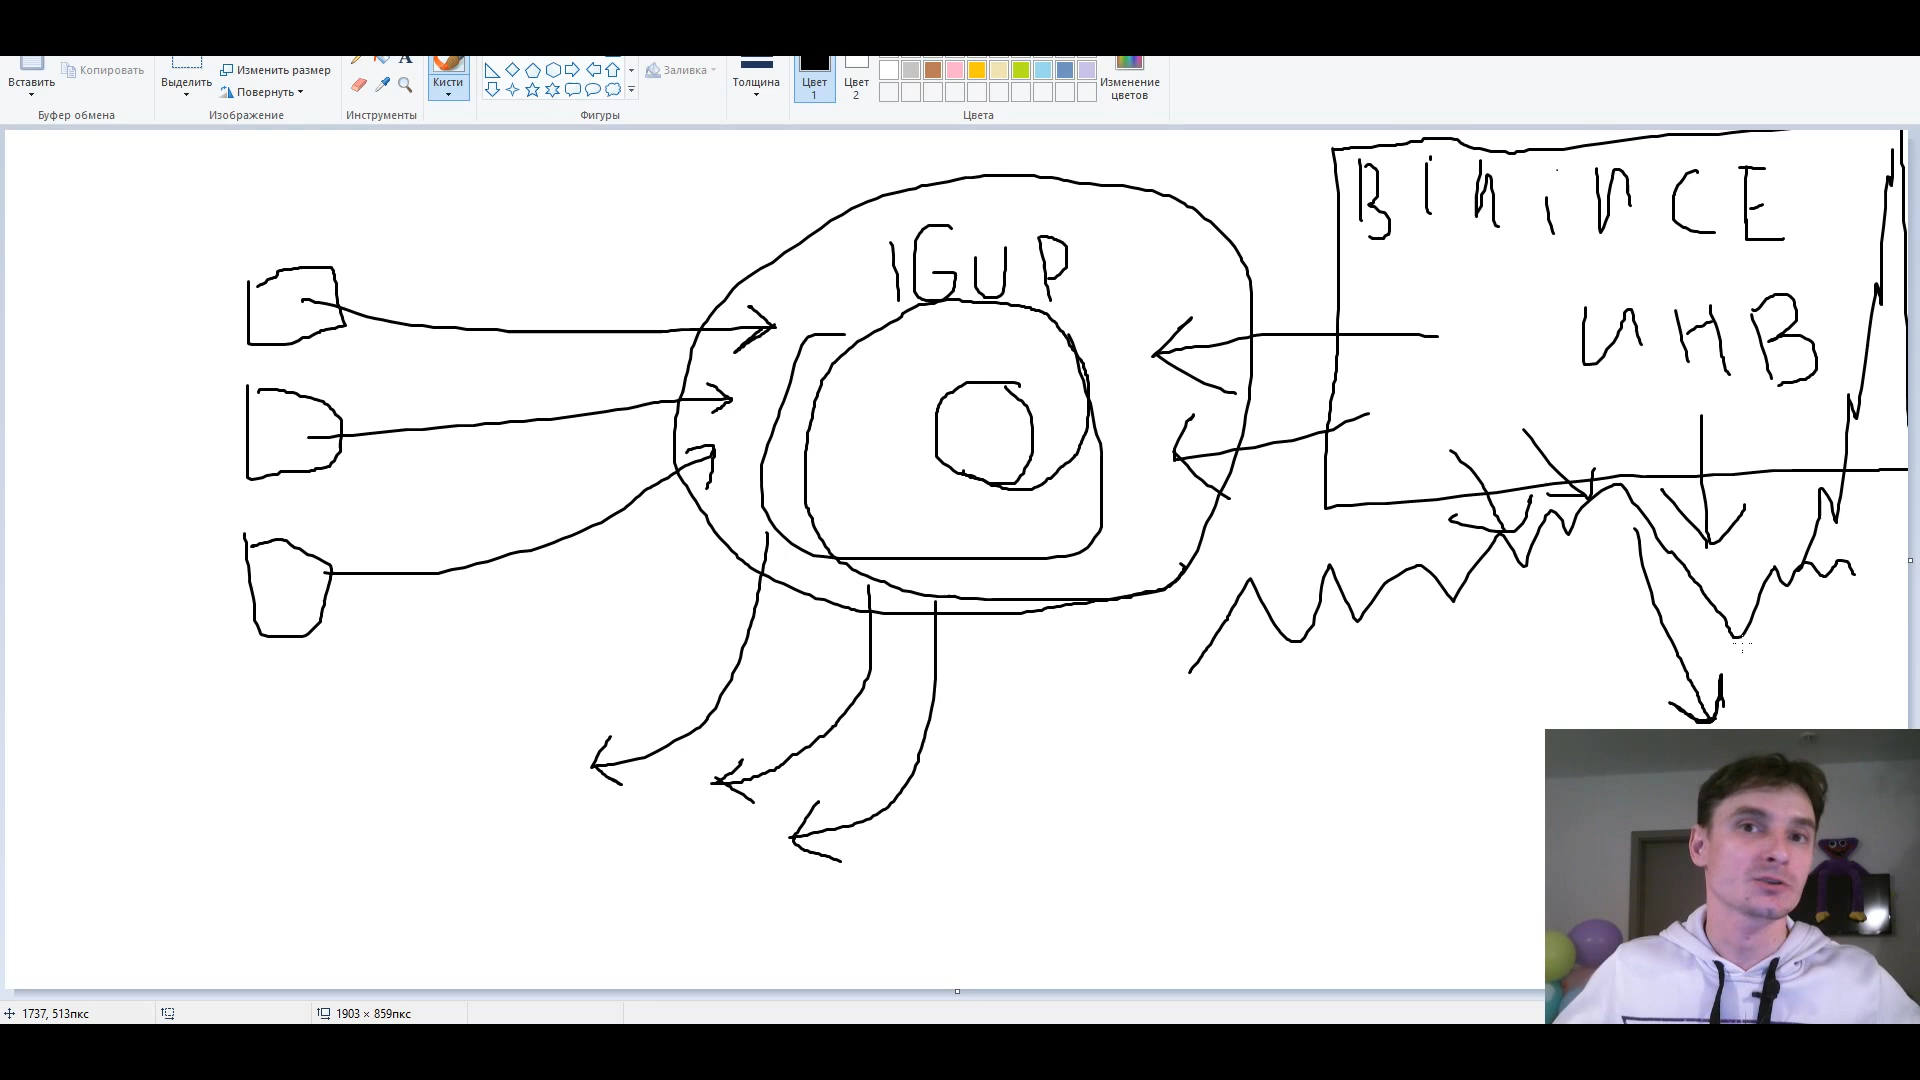 Вставить
Копировать
Буфер обмена
Выделить
Изменить размер
Повернуть
Изображение
A
Инструменты
Кисти
Фигуры
Заливка
Толщина
Цвет
1
Цвет
2
Цвета
Изменение
цветов
BINiNCE
ИНВ
IGUP
1737, 513пкс
1903 × 859пкс